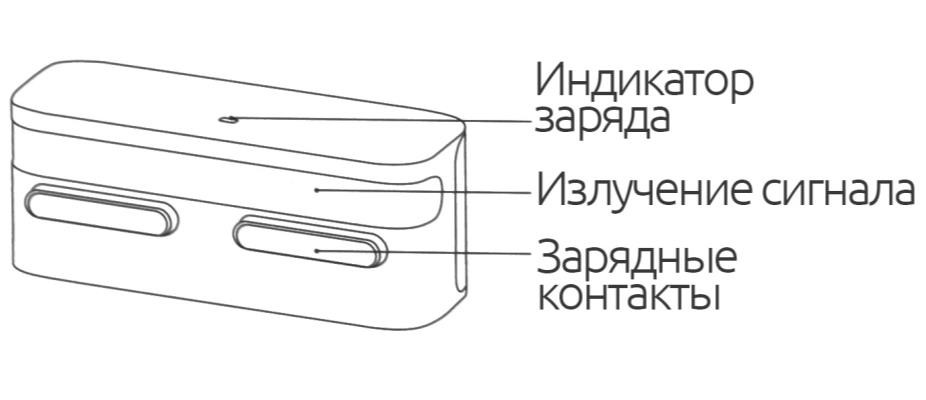 Индикатор
заряда
Излучение сигнала
Зарядные
контакты